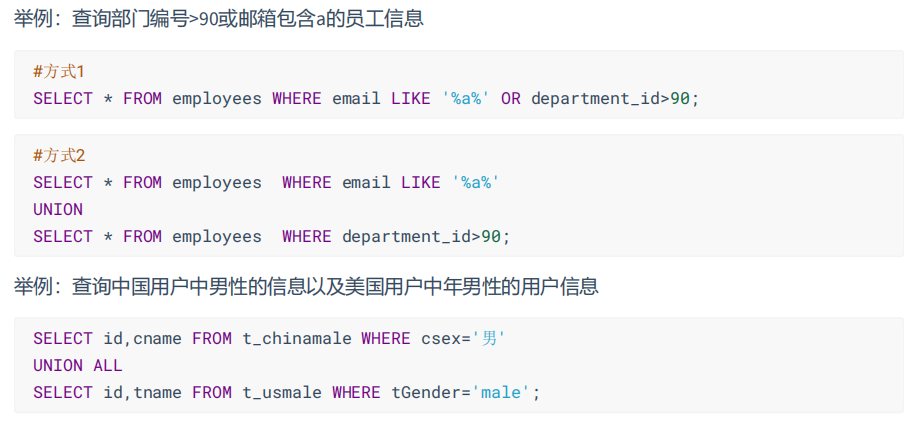 举例：查询部门编号>90或邮箱包含a的员工信息
#方式1
SELECT * FROM employees WHERE email LIKE '%a%' OR department_id>90;
#方式2
SELECT * FROM employees  WHERE email LIKE '%a%'
UNION
SELECT * FROM employees  WHERE department_id>90;
举例：查询中国用户中男性的信息以及美国用户中年男性的用户信息
SELECT id,cname FROM t_chinamale WHERE csex='男'
UNION ALL
SELECT id,tname FROM t_usmale WHERE tGender='male';